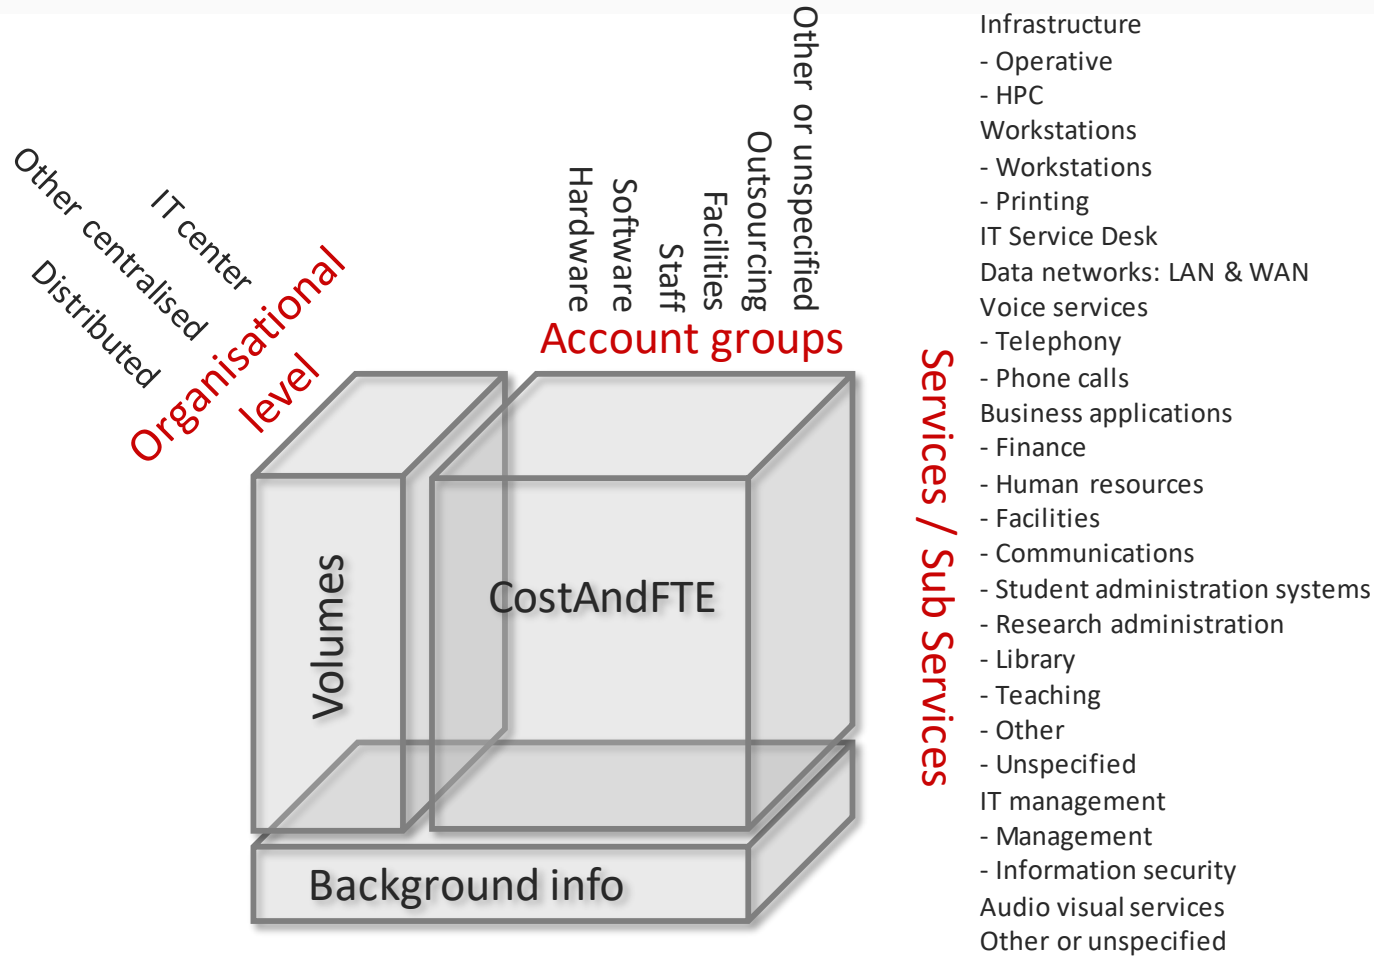 Other centralised
IT center
Distributed
Organisational
level
Hardware
Software
Staff
Facilities
Outsourcing
Other or unspecified
Account groups
Volumes
CostAndFTE
Background info
Services / Sub Services
Infrastructure
- Operative
- HPC
Workstations
- Workstations
- Printing
IT Service Desk
Data networks: LAN & WAN
Voice services
- Telephony
- Phone calls
Business applications
- Finance
- Human resources
- Facilities
- Communications
- Student administration systems
- Research administration
- Library
- Teaching
- Other
- Unspecified
IT management
- Management
- Information security
Audio visual services
Other or unspecified